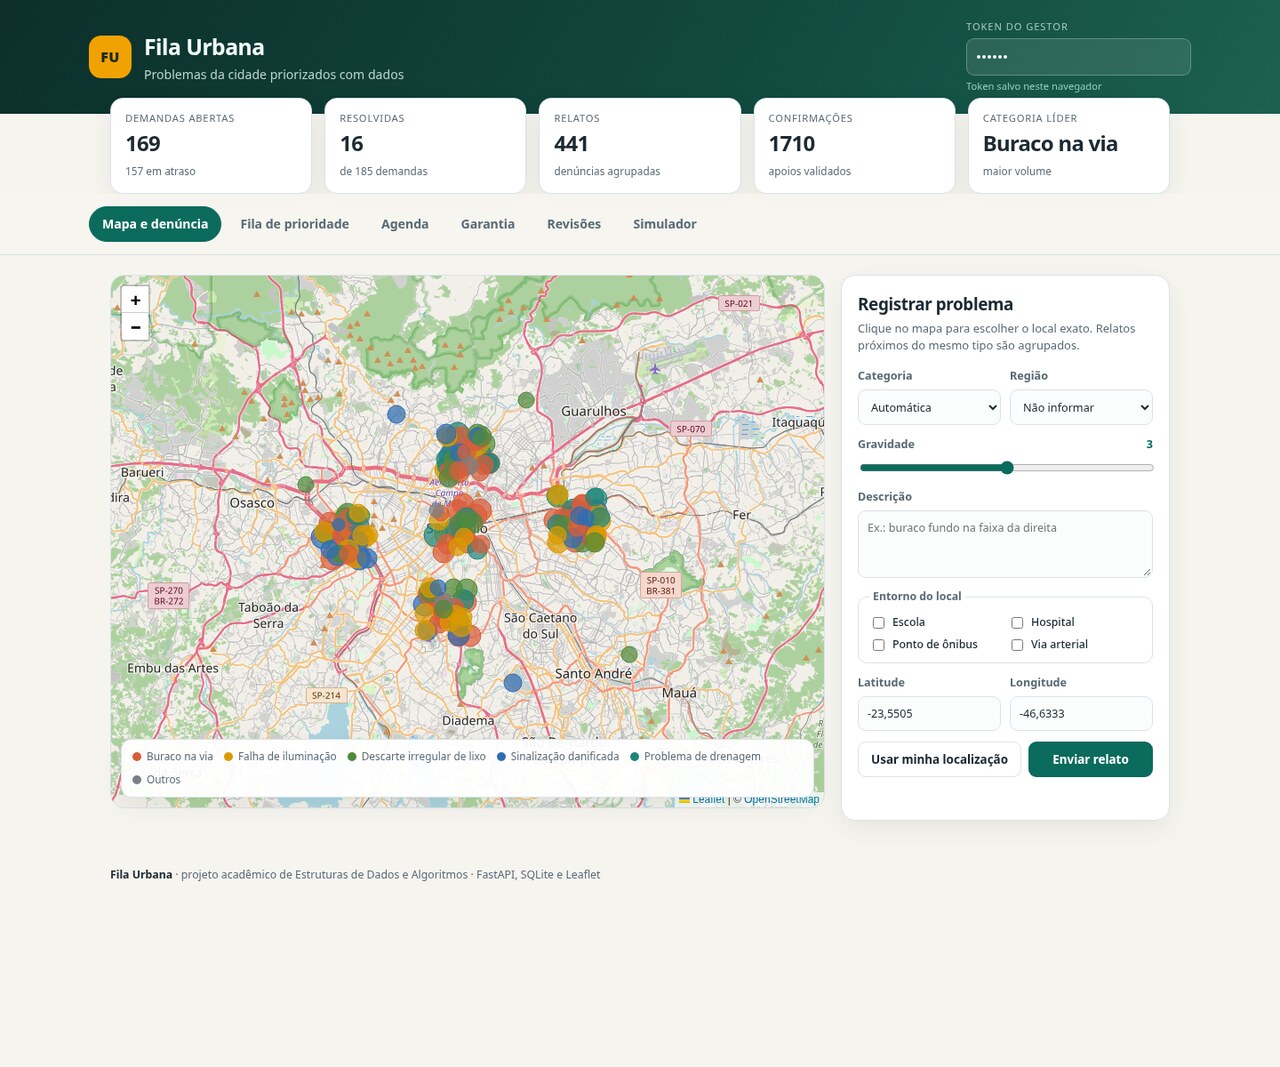 FU
Fila Urbana
Problemas da cidade priorizados com dados
TOKEN DO GESTOR
••••••
Token salvo neste navegador
DEMANDAS ABERTAS
169
157 em atraso
RESOLVIDAS
16
de 185 demandas
RELATOS
441
denúncias agrupadas
CONFIRMAÇÕES
1710
apoios validados
CATEGORIA LÍDER
Buraco na via
maior volume
Mapa e denúncia
Fila de prioridade
Agenda
Garantia
Revisões
Simulador
+
−
SP-021
Guarulhos
SP-070
Itaquaqu
Barueri
Osasco
Fer
SP-270
BR-272
SP-010
BR-381
Taboão da
Serra
São Caetano
do Sul
Embu das Artes
Santo André
SP-214
Mauá
Diadema
Buraco na via
Falha de iluminação
Descarte irregular de lixo
Sinalização danificada
Problema de drenagem
Outros
Leaflet | © OpenStreetMap
Registrar problema
Clique no mapa para escolher o local exato. Relatos
próximos do mesmo tipo são agrupados.
Categoria
Região
Automática
Não informar
Gravidade
3
Descrição
Ex.: buraco fundo na faixa da direita
Entorno do local
Escola
Hospital
Ponto de ônibus
Via arterial
Latitude
Longitude
-23,5505
-46,6333
Usar minha localização
Enviar relato
Fila Urbana · projeto acadêmico de Estruturas de Dados e Algoritmos · FastAPI, SQLite e Leaflet